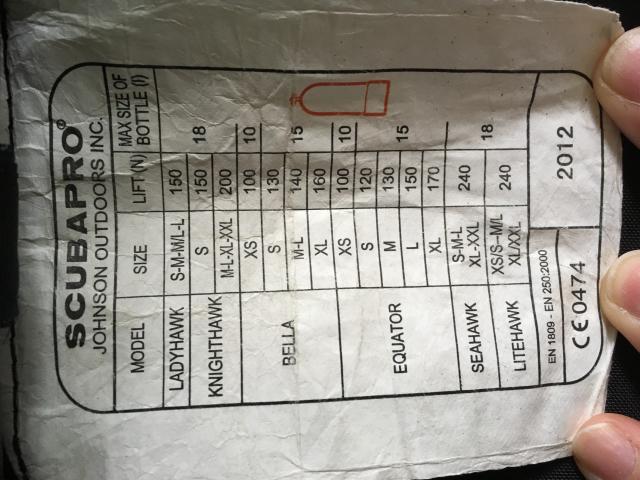 SCUBAPRO®
JOHNSON OUTDOORS INC.
MODEL SIZE LIFT (N) MAX SIZE OF BOTTLE (l)
LADYHAWK S-M-M/L-L 150 18
KNIGHTHAWK S 150
M-L-XL-XXL 200
BELLA XS 100 10
S 130 15
M-L 140
XL 160
EQUATOR XS 100 10
S 120 15
M 130
L 150
XL 170
SEAHAWK S-M-L XL-XXL 240 18
LITEHAWK XS/S-M/L XL/XXL 240
EN 1809 - EN 250:2000
CE0474
2012